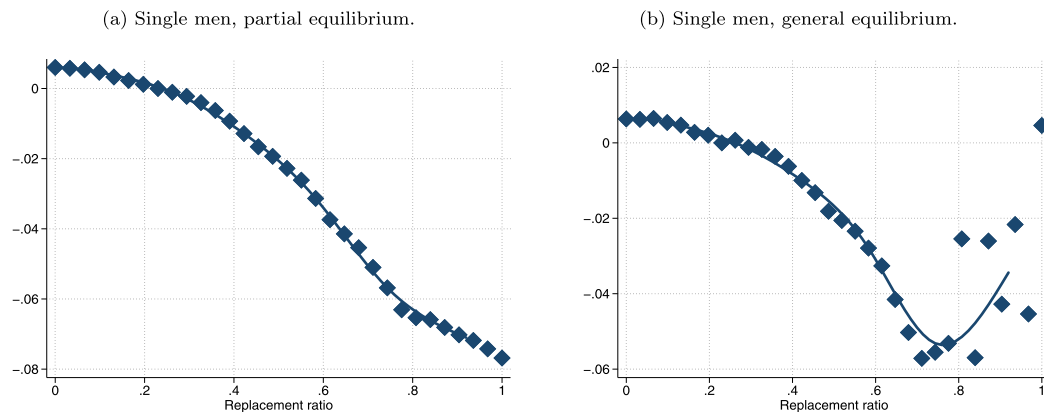 (a) Single men, partial equilibrium.
0
−.02
−.04
−.06
−.08
0 .2 .4 .6 .8 1
Replacement ratio
(b) Single men, general equilibrium.
.02
0
−.02
−.04
−.06
0 .2 .4 .6 .8 1
Replacement ratio